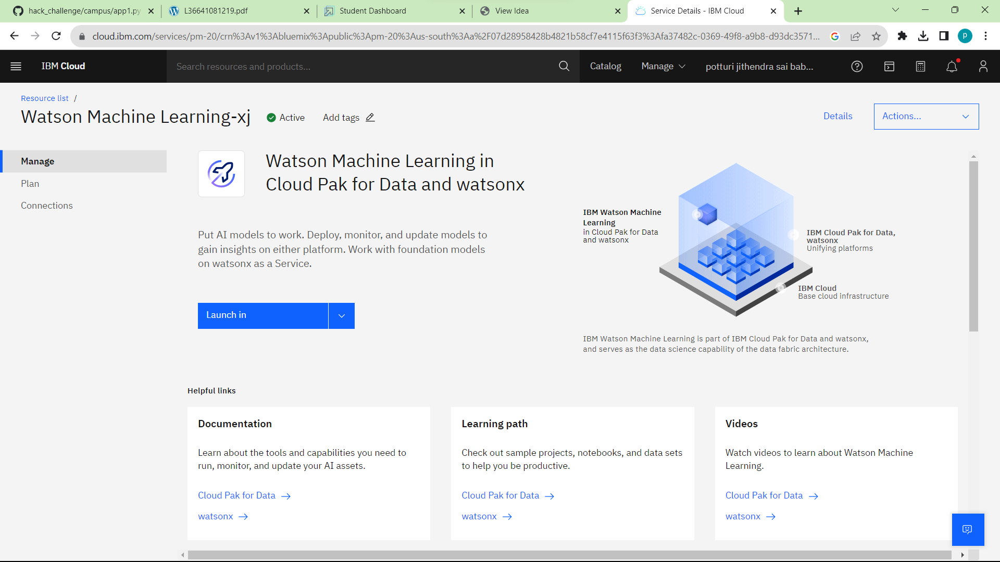 hack_challenge/campus/app1.py
L36641081219.pdf
Student Dashboard
View Idea
Service Details - IBM Cloud
cloud.ibm.com/services/pm-20/crn%3Av1%3Abluemix%3Apublic%3Apm-20%3Aus-south%3Aa%2F07d28958428b4821b58cf7e4115f63f3%3Afa37482c-0369-49f8-a9b8-d93dc3571...
P
IBM Cloud
Search resources and products...
Catalog
Manage
potturi jithendra sai bab...
Resource list /
Watson Machine Learning-xj
Active
Add tags
Details
Actions...
Manage
Plan
Connections
Watson Machine Learning in
Cloud Pak for Data and watsonx
Put AI models to work. Deploy, monitor, and update models to
gain insights on either platform. Work with foundation models
on watsonx as a Service.
Launch in
IBM Watson Machine
Learning
in Cloud Pak for Data
and watsonx
IBM Cloud Pak for Data,
watsonx
Unifying platforms
IBM Cloud
Base cloud infrastructure
IBM Watson Machine Learning is part of IBM Cloud Pak for Data and watsonx,
and serves as the data science capability of the data fabric architecture.
Helpful links
Documentation
Learn about the tools and capabilities you need to
run, monitor, and update your AI assets.
Cloud Pak for Data
watsonx
Learning path
Check out sample projects, notebooks, and data sets
to help you be productive.
Cloud Pak for Data
watsonx
Videos
Watch videos to learn about Watson Machine
Learning.
Cloud Pak for Data
watsonx